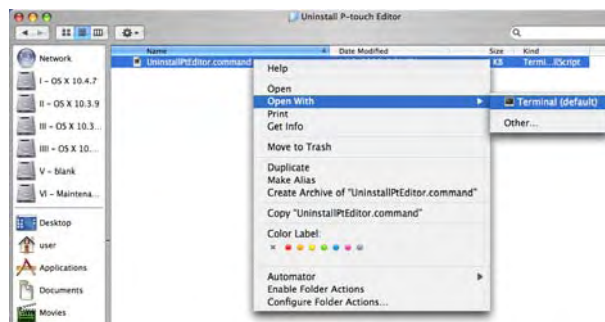 Uninstall P-touch Editor
Name Date Modified Size Kind
Network
UninstallPtEditor.command KB Termi...llScript
I - OS X 10.4.7
II - OS X 10.3.9
III - OS X 10.3...
IIII - OS X 10....
V - blank
VI - Maintena...
Desktop
user
Applications
Documents
Movies
Help
Open
Open With
Terminal (default)
Print
Other...
Get Info
Move to Trash
Duplicate
Make Alias
Create Archive of "UninstallPtEditor.command"
Copy "UninstallPtEditor.command"
Color Label:
Automator
Enable Folder Actions
Configure Folder Actions...